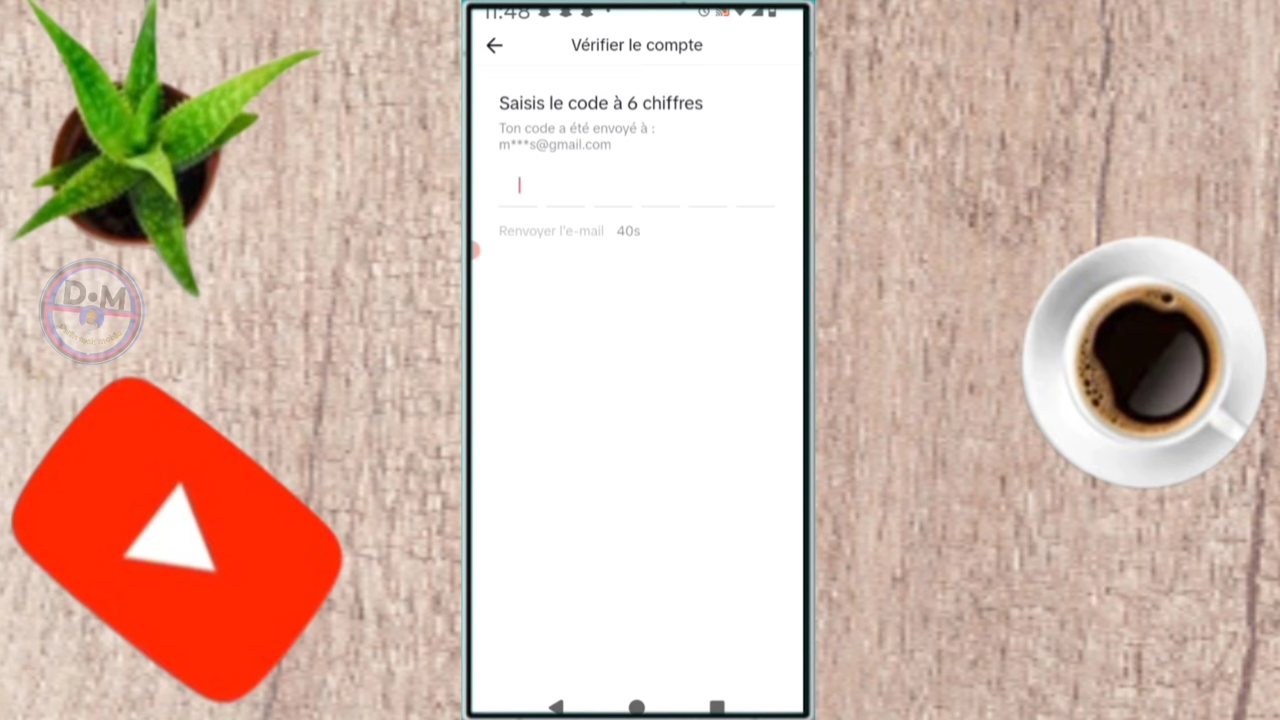 11:48
Vérifier le compte
Saisis le code à 6 chiffres
Ton code a été envoyé à :
m***s@gmail.com
Renvoyer l'e-mail 40s
D•M